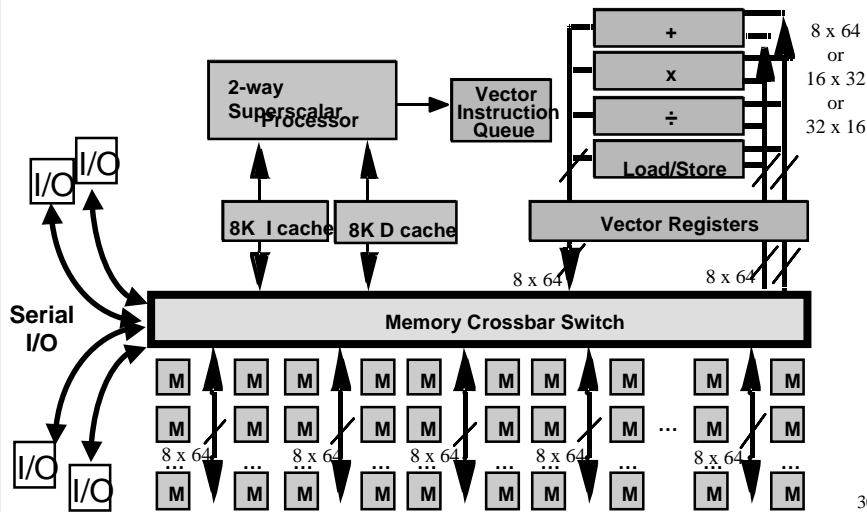 +
8 x 64
or
16 x 32
or
32 x 16
x
÷
Load/Store
2-way
Superscalar
Processor
Vector
Instruction
Queue
I/O
I/O
8K I cache
8K D cache
Vector Registers
8 x 64
8 x 64
Serial
I/O
Memory Crossbar Switch
M M M M M M M M M M
M M M M M M M M ... M M
8 x 64 8 x 64 8 x 64 8 x 64 8 x 64
... ... ... ... ... ... ... ... ... ...
M M M M M M M M M M
I/O
I/O